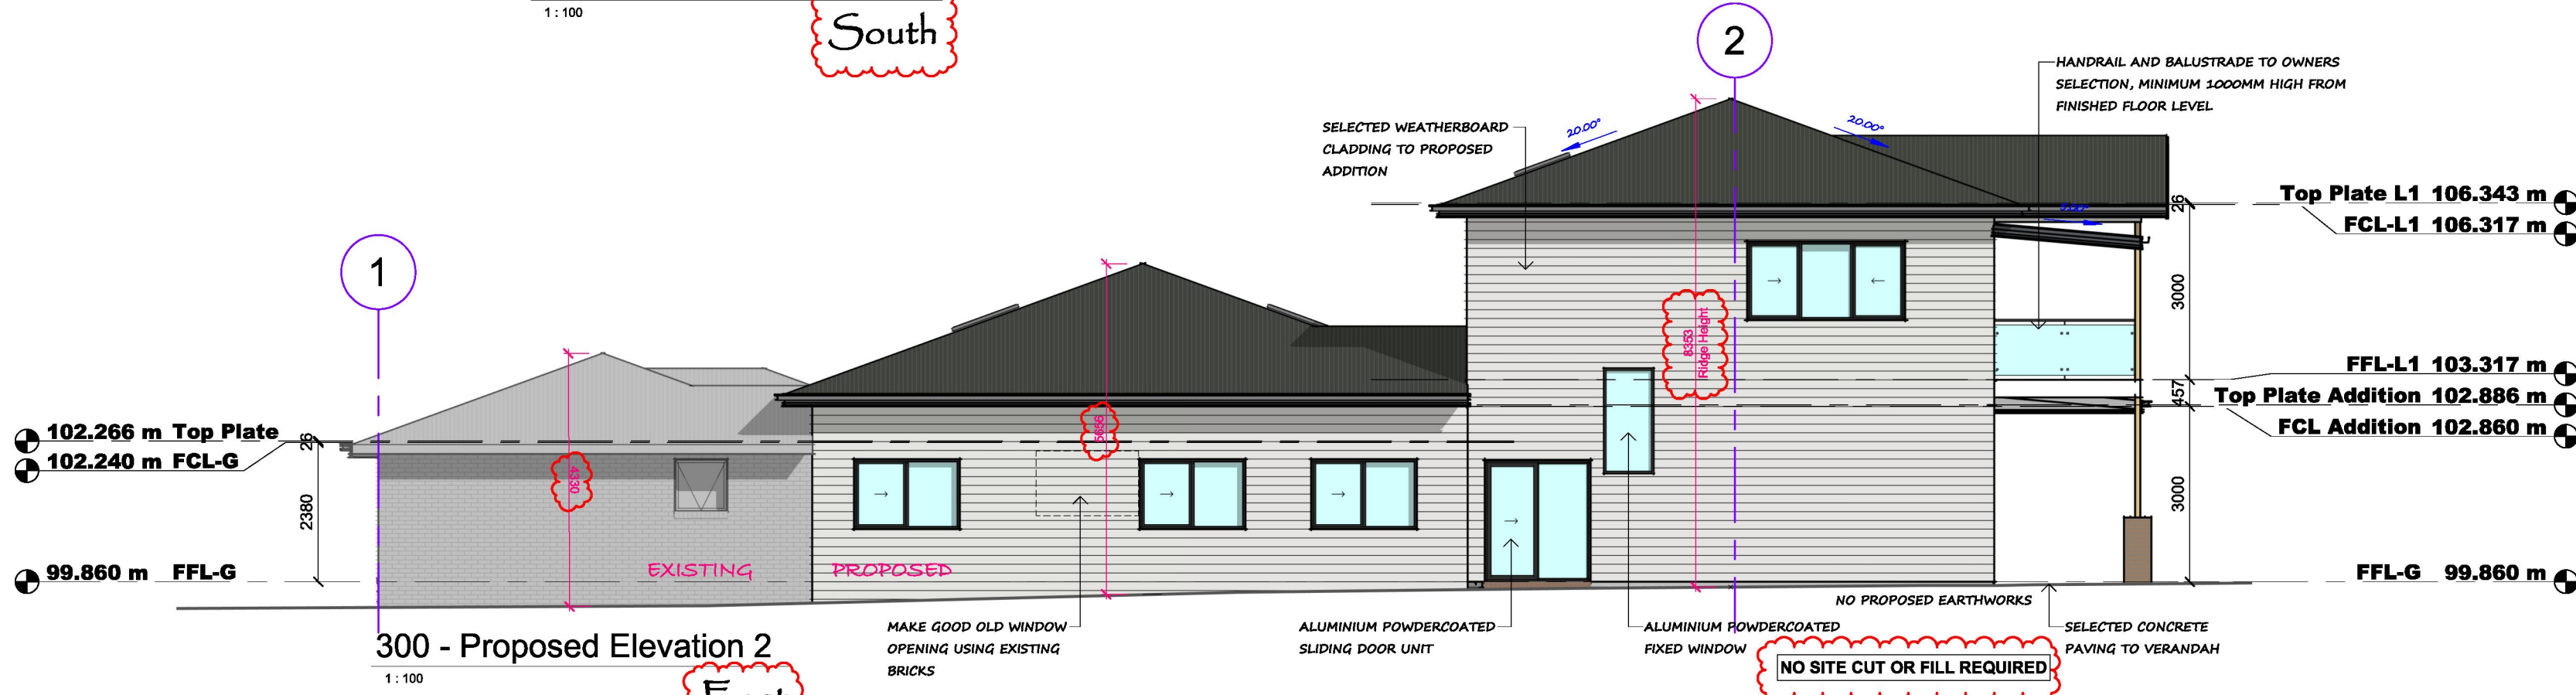 1 : 100
South
2
HANDRAIL AND BALUSTRADE TO OWNERS
SELECTION, MINIMUM 1000MM HIGH FROM
FINISHED FLOOR LEVEL
SELECTED WEATHERBOARD
CLADDING TO PROPOSED
ADDITION
20.00°
20.00°
Top Plate L1 106.343 m
26
FCL-L1 106.317 m
1
3000
8353
Ridge Height
FFL-L1 103.317 m
457
Top Plate Addition 102.886 m
FCL Addition 102.860 m
102.266 m Top Plate
26
102.240 m FCL-G
5656
4330
2380
3000
EXISTING
PROPOSED
99.860 m FFL-G
FFL-G 99.860 m
NO PROPOSED EARTHWORKS
300 - Proposed Elevation 2
1 : 100
MAKE GOOD OLD WINDOW
OPENING USING EXISTING
BRICKS
ALUMINIUM POWDERCOATED
SLIDING DOOR UNIT
ALUMINIUM POWDERCOATED
FIXED WINDOW
SELECTED CONCRETE
PAVING TO VERANDAH
NO SITE CUT OR FILL REQUIRED
East